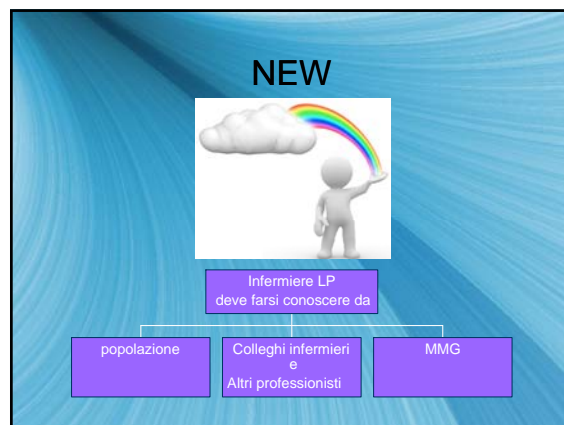 NEW
Infermiere LP
deve farsi conoscere da
popolazione
Colleghi infermieri
e
Altri professionisti
MMG